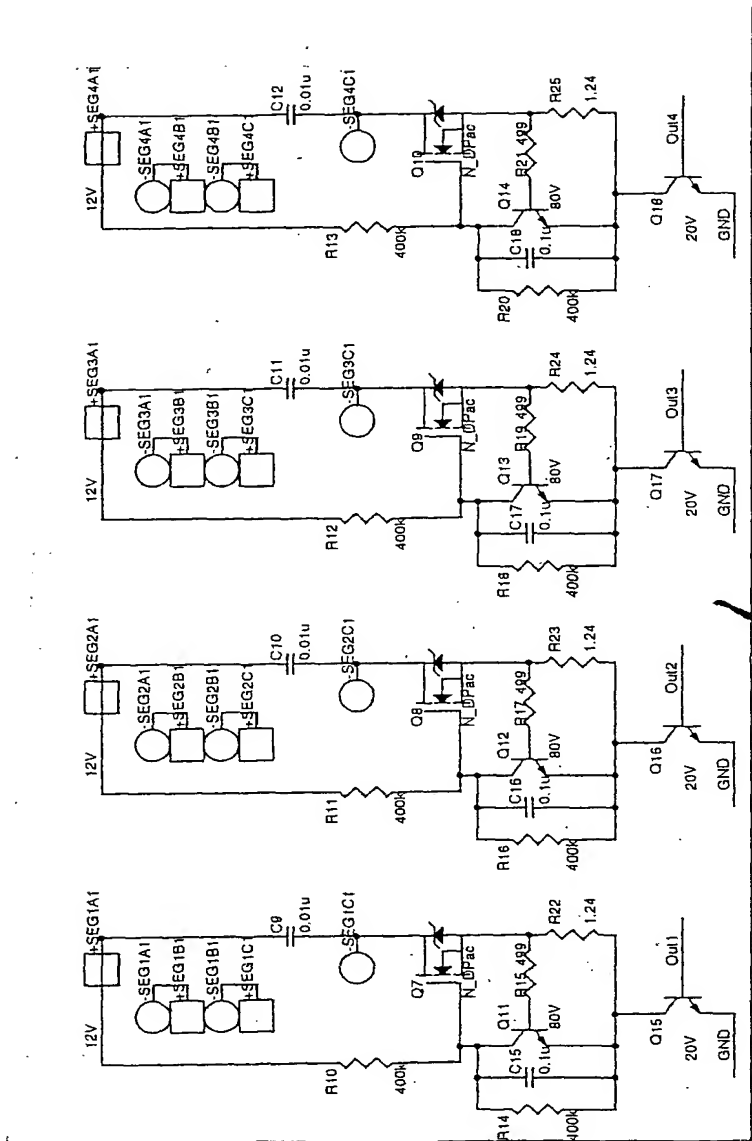 +SEG1A1
12V
-SEG1A1
+SEG1B1
-SEG1B1
+SEG1C1
C9
0.01u
-SEG1C1
R10
400k
Q7
N_DPac
R15 499
Q11
80V
C15
0.1u
R14
400k
R22
1.24
Q15
20V
Out1
GND
+SEG2A1
12V
-SEG2A1
+SEG2B1
-SEG2B1
+SEG2C1
C10
0.01u
-SEG2C1
R11
400k
Q8
N_DPac
R17 499
Q12
80V
C16
0.1u
R16
400k
R23
1.24
Q16
20V
Out2
GND
+SEG3A1
12V
-SEG3A1
+SEG3B1
-SEG3B1
+SEG3C1
C11
0.01u
-SEG3C1
R12
400k
Q9
N_DPac
R19 499
Q13
80V
C17
0.1u
R18
400k
R24
1.24
Q17
20V
Out3
GND
+SEG4A1
12V
-SEG4A1
+SEG4B1
-SEG4B1
+SEG4C1
C12
0.01u
-SEG4C1
R13
400k
Q10
N_DPac
R21 499
Q14
80V
C18
0.1u
R20
400k
R25
1.24
Q18
20V
Out4
GND